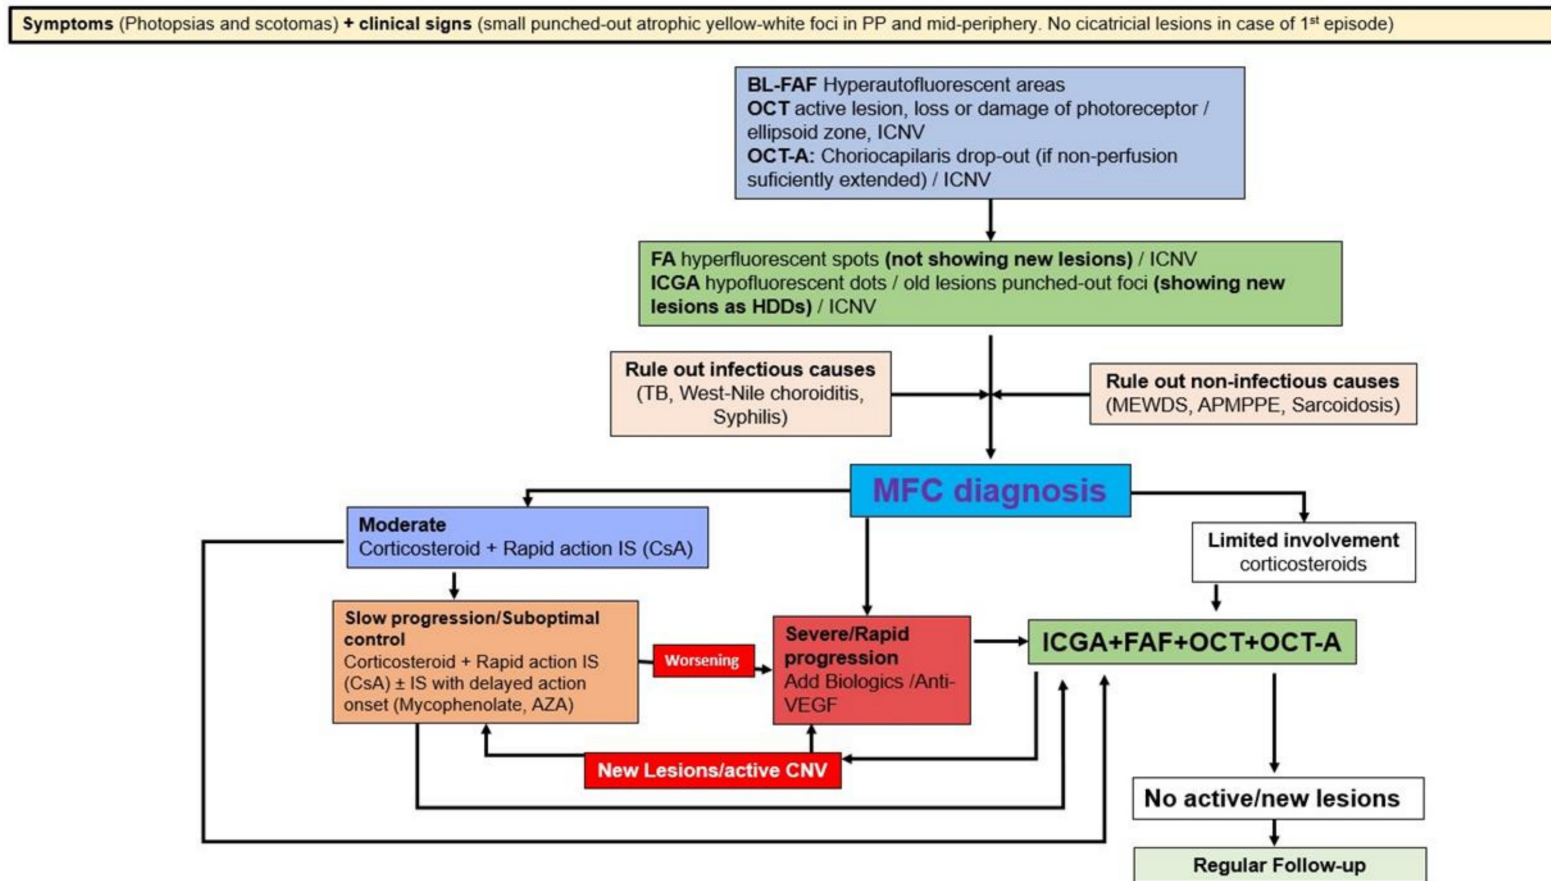 Symptoms (Photopsias and scotomas) + clinical signs (small punched-out atrophic yellow-white foci in PP and mid-periphery. No cicatricial lesions in case of 1st episode)
BL-FAF Hyperautofluorescent areas
OCT active lesion, loss or damage of photoreceptor /
ellipsoid zone, ICNV
OCT-A: Choriocapilaris drop-out (if non-perfusion
suficiently extended) / ICNV
FA hyperfluorescent spots (not showing new lesions) / ICNV
ICGA hypofluorescent dots / old lesions punched-out foci (showing new
lesions as HDDs) / ICNV
Rule out infectious causes
(TB, West-Nile choroiditis,
Syphilis)
Rule out non-infectious causes
(MEWDS, APMPPE, Sarcoidosis)
MFC diagnosis
Moderate
Corticosteroid + Rapid action IS (CsA)
Limited involvement
corticosteroids
Slow progression/Suboptimal
control
Corticosteroid + Rapid action IS
(CsA) ± IS with delayed action
onset (Mycophenolate, AZA)
Worsening
Severe/Rapid
progression
Add Biologics /Anti-
VEGF
ICGA+FAF+OCT+OCT-A
New Lesions/active CNV
No active/new lesions
Regular Follow-up